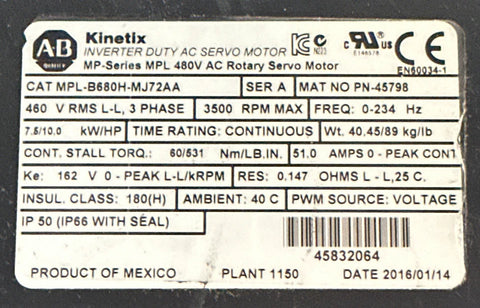 AB
QUALITY
Kinetix
INVERTER DUTY AC SERVO MOTOR
MP-Series MPL 480V AC Rotary Servo Motor
N223
c UL US
E146578
CE
EN60034-1
CAT MPL-B680H-MJ72AA SER A MAT NO PN-45798
460 V RMS L-L, 3 PHASE 3500 RPM MAX FREQ: 0-234 Hz
7.5/10.0 kW/HP TIME RATING: CONTINUOUS Wt. 40,45/89 kg/lb
CONT. STALL TORQ.: 60/531 Nm/LB.IN. 51.0 AMPS 0 - PEAK CONT
Ke: 162 V 0 - PEAK L-L/kRPM RES: 0.147 OHMS L - L,25 C.
INSUL. CLASS: 180(H) AMBIENT: 40 C PWM SOURCE: VOLTAGE
IP 50 (IP66 WITH SEAL)
45832064
PRODUCT OF MEXICO PLANT 1150 DATE 2016/01/14